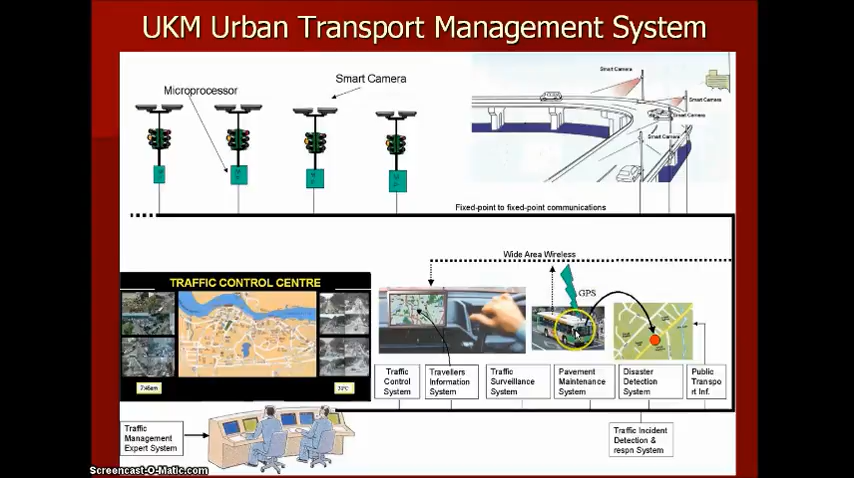 UKM Urban Transport Management System
Smart Camera
Microprocessor
Smart Camera
Smart Camera
Smart Camera
Smart Camera
Fixed-point to fixed-point communications
Wide Area Wireless
GPS
TRAFFIC CONTROL CENTRE
Traffic
Control
System
Travellers
Information
System
Traffic
Surveillance
System
Pavement
Maintenance
System
Disaster
Detection
System
Public
Transpo
rt Inf.
Traffic
Management
Expert System
Traffic Incident
Detection &
respn System
Screencast-O-Matic.com